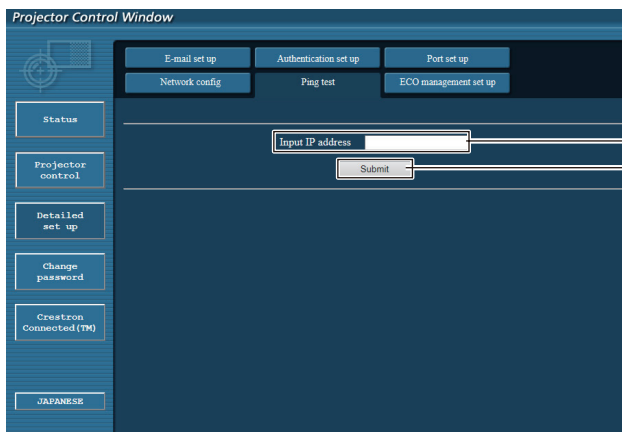 Projector Control Window
E-mail set up
Authentication set up
Port set up
Network config
Ping test
ECO management set up
Status
Projector
control
Detailed
set up
Change
password
Crestron
Connected(TM)
JAPANESE
Input IP address
Submit